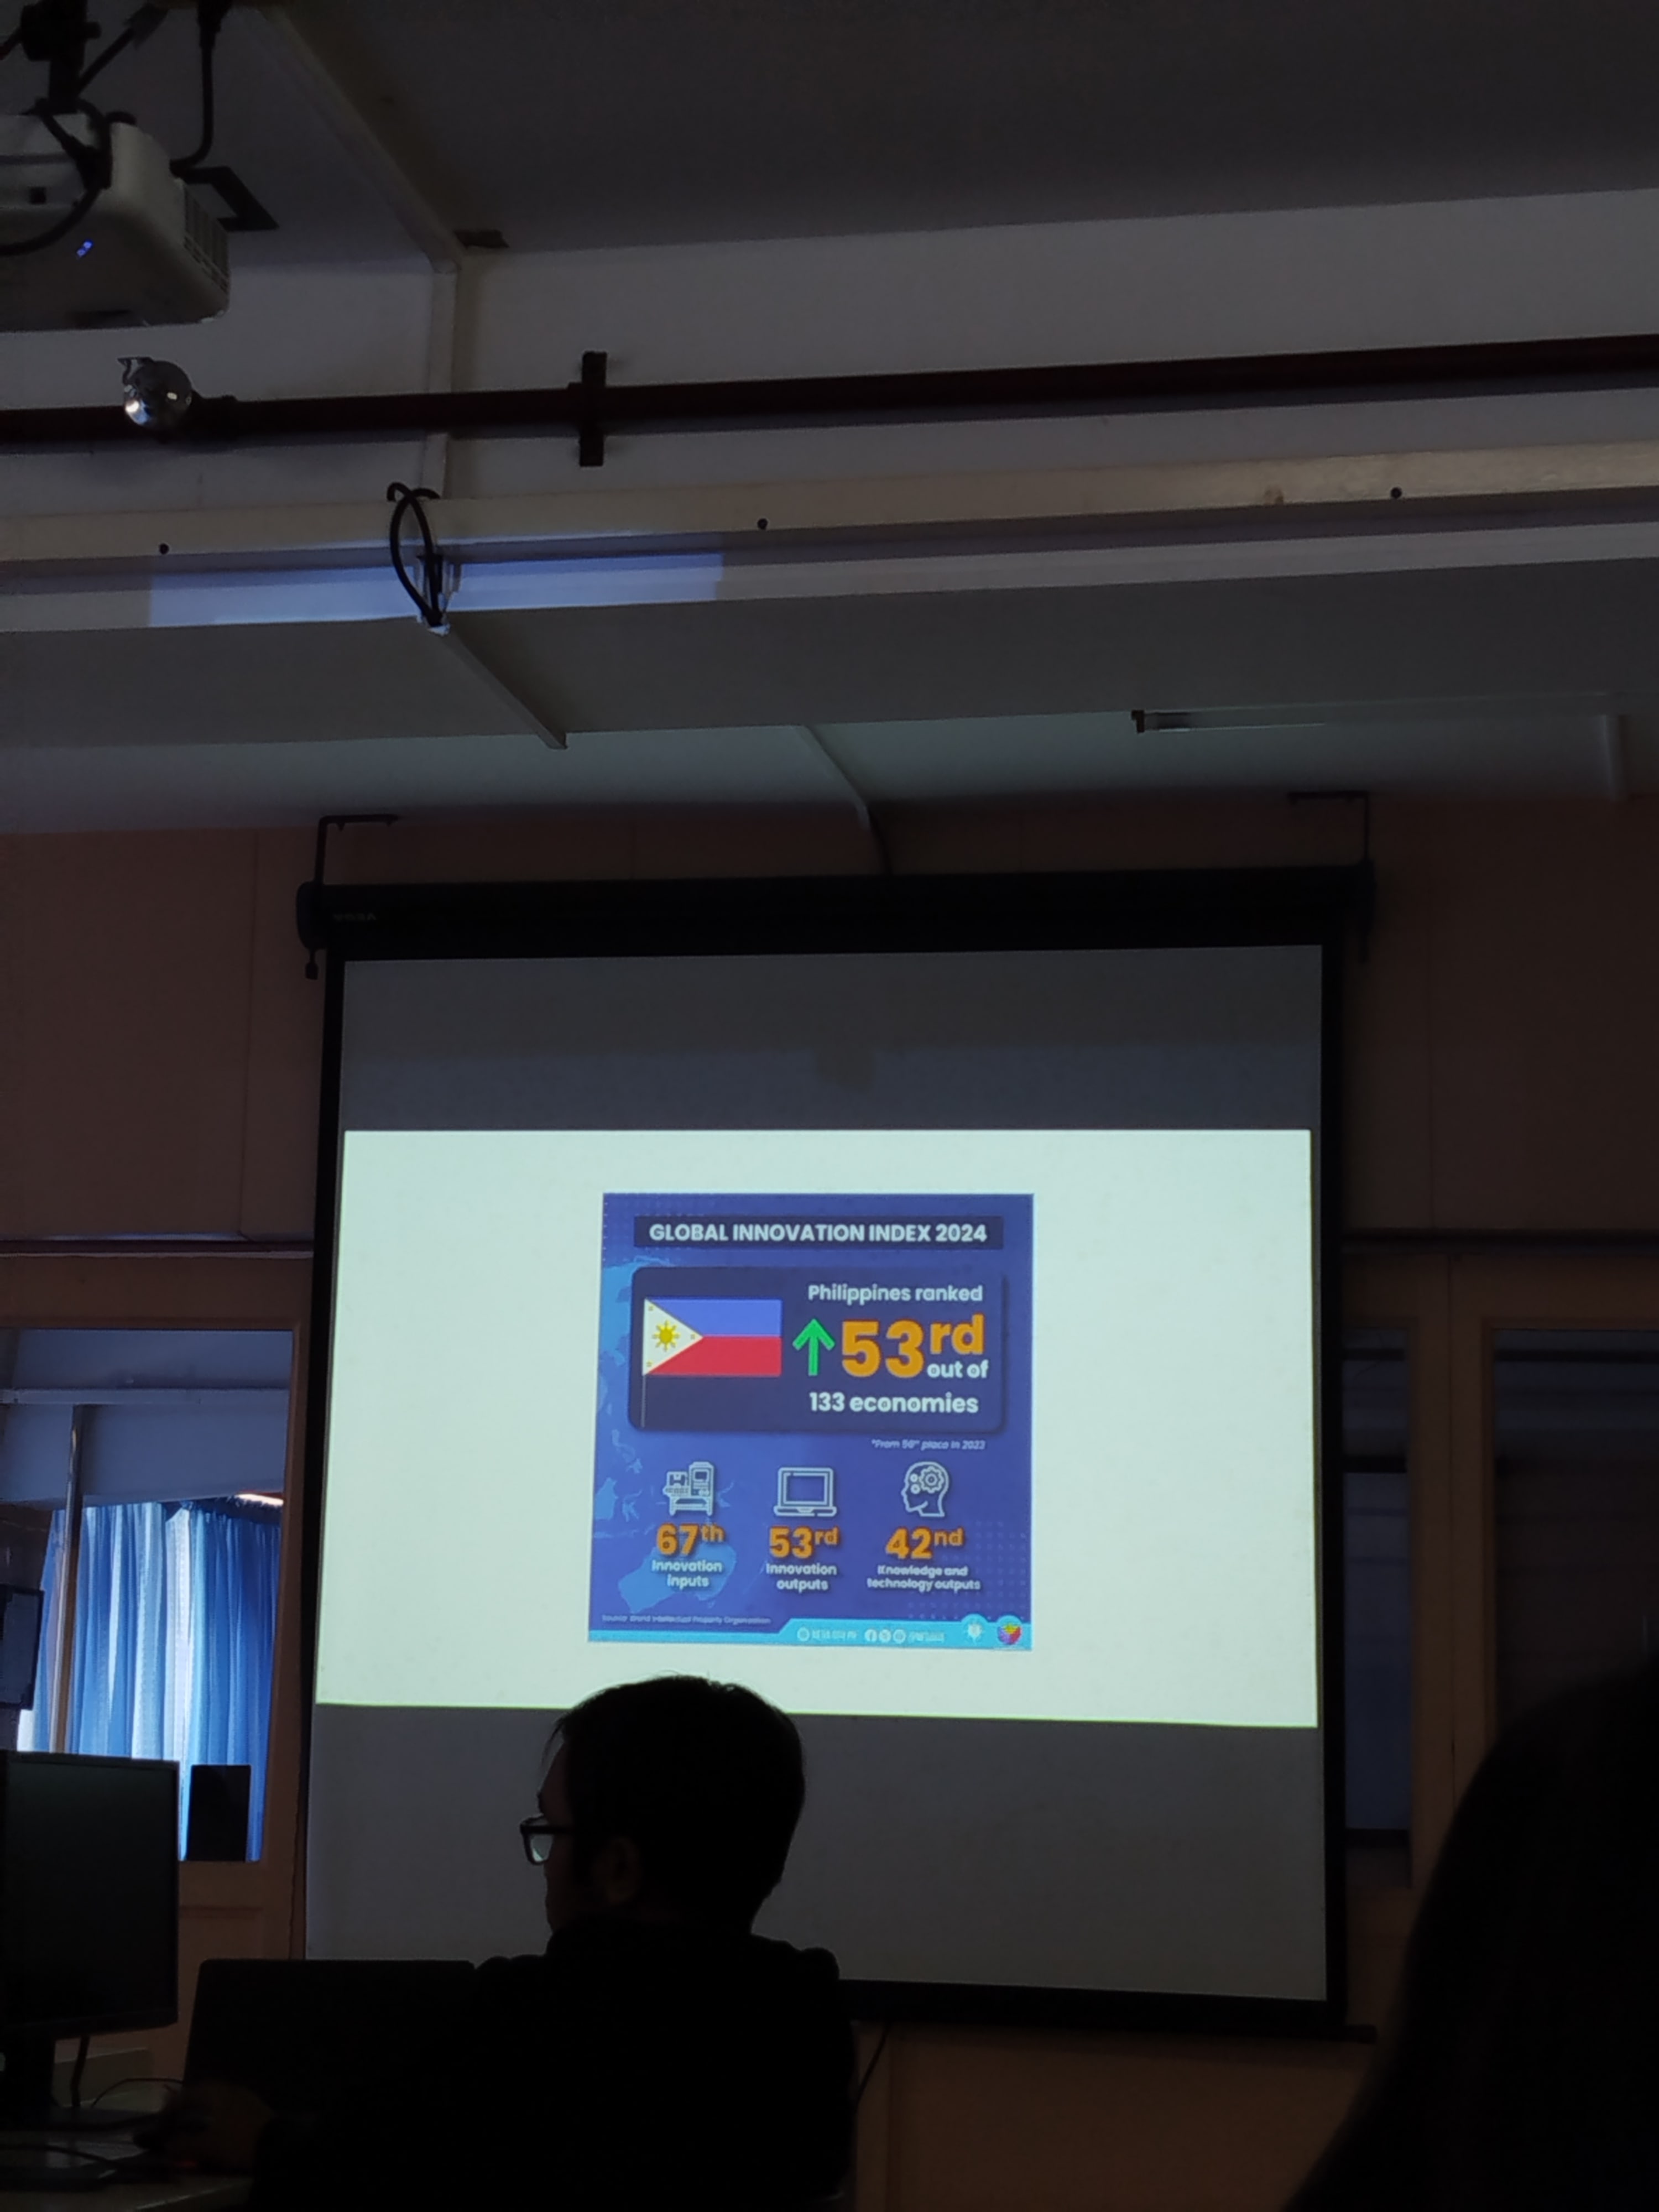 GLOBAL INNOVATION INDEX 2024
Philippines ranked
53rd
out of
133 economies
*From 56th place in 2023
67th
Innovation
inputs
53rd
Innovation
outputs
42nd
Knowledge and
technology outputs
Source: World Intellectual Property Organization